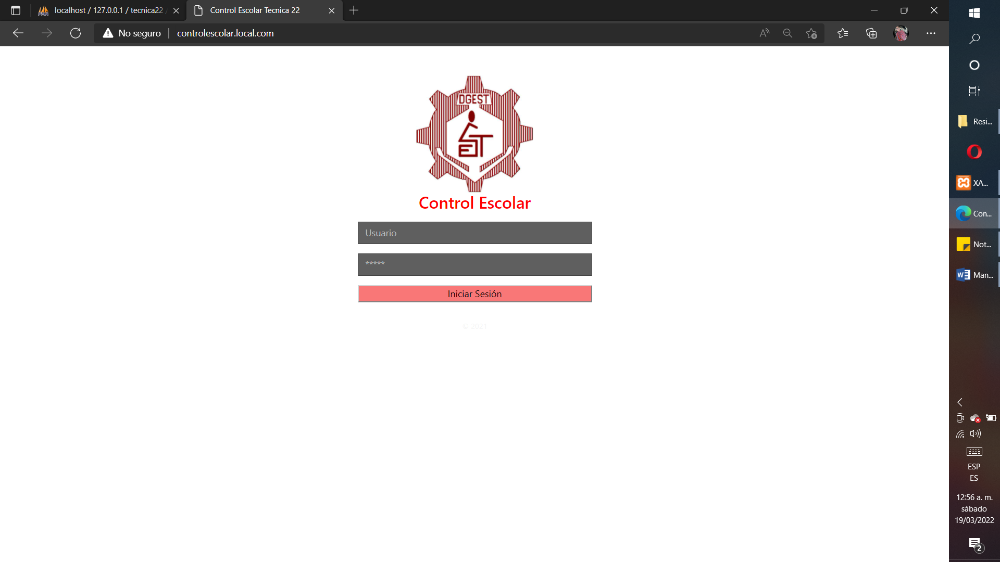 localhost / 127.0.0.1 / tecnica22 /
Control Escolar Tecnica 22
No seguro
controlescolar.local.com
DGEST
ET
Control Escolar
Usuario
*****
Iniciar Sesión
© 2021
Resi...
XA...
Con...
Not...
Man...
ESP
ES
12:56 a. m.
sábado
19/03/2022
2